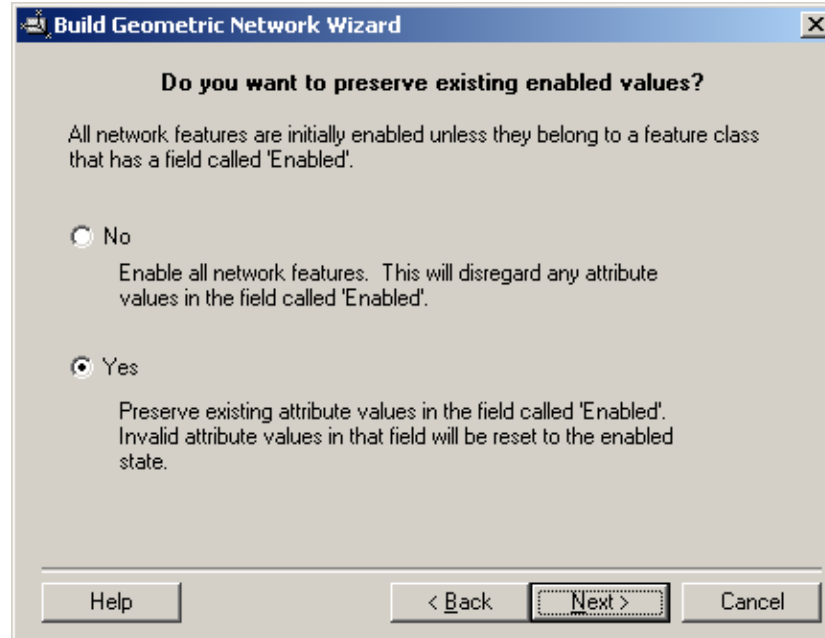 Build Geometric Network Wizard
Do you want to preserve existing enabled values?
All network features are initially enabled unless they belong to a feature class
that has a field called 'Enabled'.
No
Enable all network features. This will disregard any attribute
values in the field called 'Enabled'.
Yes
Preserve existing attribute values in the field called 'Enabled'.
Invalid attribute values in that field will be reset to the enabled
state.
Help < Back Next > Cancel